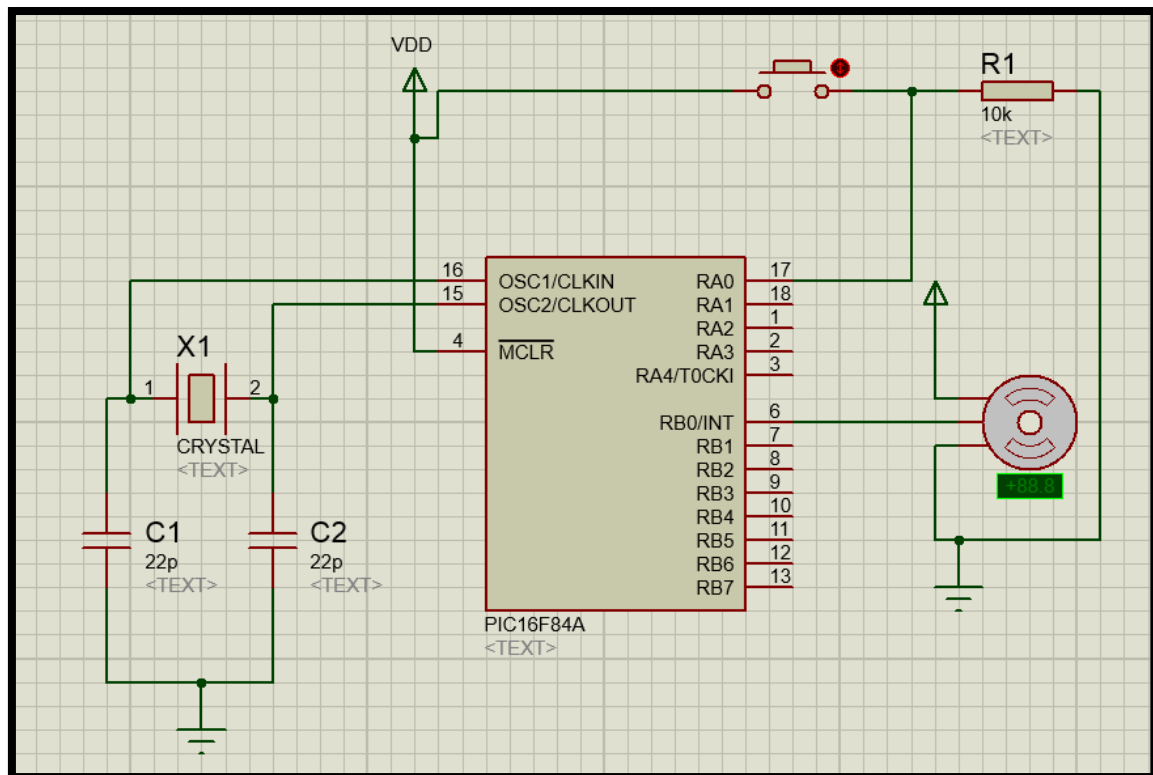 VDD
R1
10k
<TEXT>
16
OSC1/CLKIN
15
OSC2/CLKOUT
4
MCLR
RA0
17
RA1
18
RA2
1
RA3
2
RA4/T0CKI
3
RB0/INT
6
RB1
7
RB2
8
RB3
9
RB4
10
RB5
11
RB6
12
RB7
13
PIC16F84A
<TEXT>
X1
1
2
CRYSTAL
<TEXT>
C1
22p
<TEXT>
C2
22p
<TEXT>
+88.8